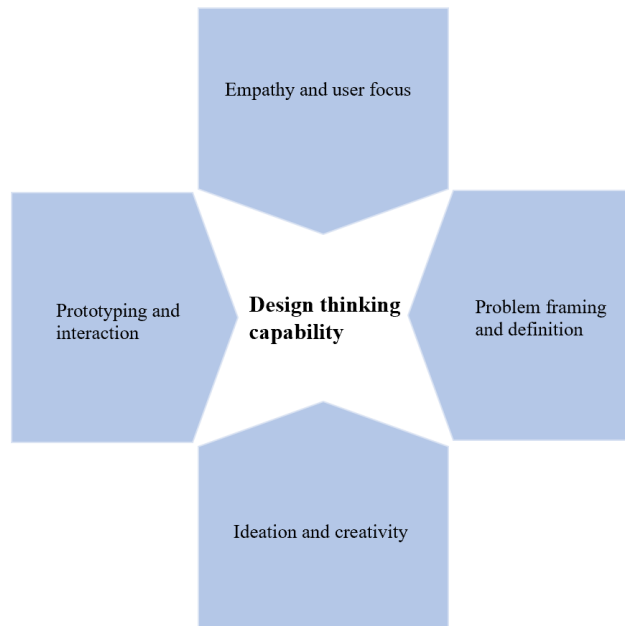 Empathy and user focus
Prototyping and
interaction
Design thinking
capability
Problem framing
and definition
Ideation and creativity